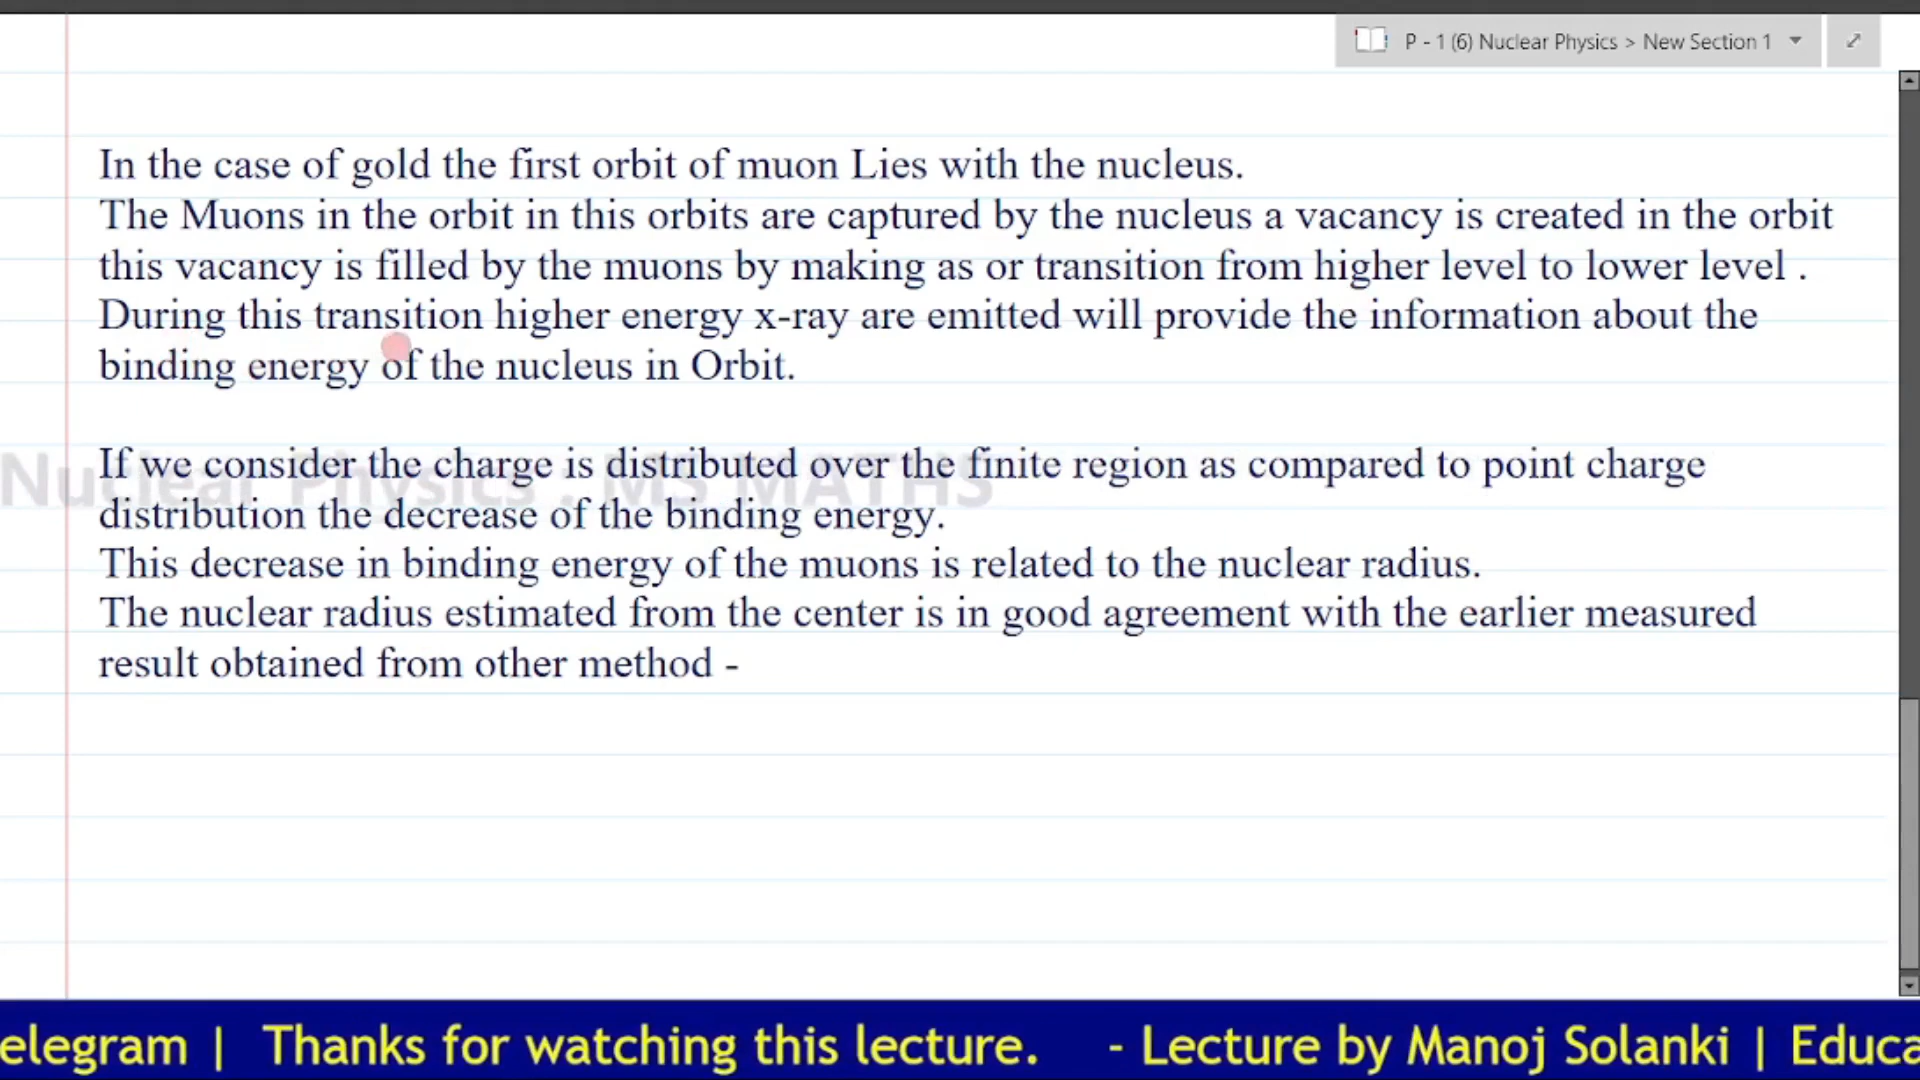 P - 1 (6) Nuclear Physics > New Section 1
In the case of gold the first orbit of muon Lies with the nucleus.
The Muons in the orbit in this orbits are captured by the nucleus a vacancy is created in the orbit
this vacancy is filled by the muons by making as or transition from higher level to lower level .
During this transition higher energy x-ray are emitted will provide the information about the
binding energy of the nucleus in Orbit.
If we consider the charge is distributed over the finite region as compared to point charge
Nuclear Physics . MS MATHS
distribution the decrease of the binding energy.
This decrease in binding energy of the muons is related to the nuclear radius.
The nuclear radius estimated from the center is in good agreement with the earlier measured
result obtained from other method -
elegram | Thanks for watching this lecture. - Lecture by Manoj Solanki | Educa